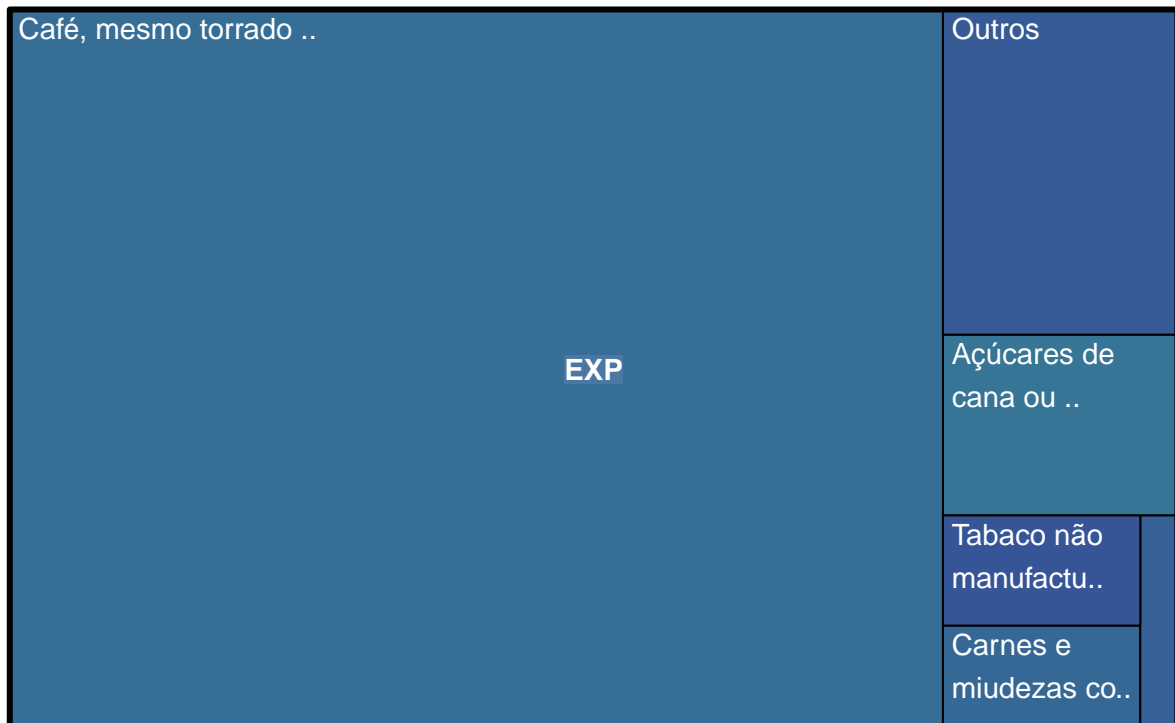 Café, mesmo torrado ..
Outros
EXP
Açúcares de
cana ou ..
Tabaco não
manufactu..
Carnes e
miudezas co..